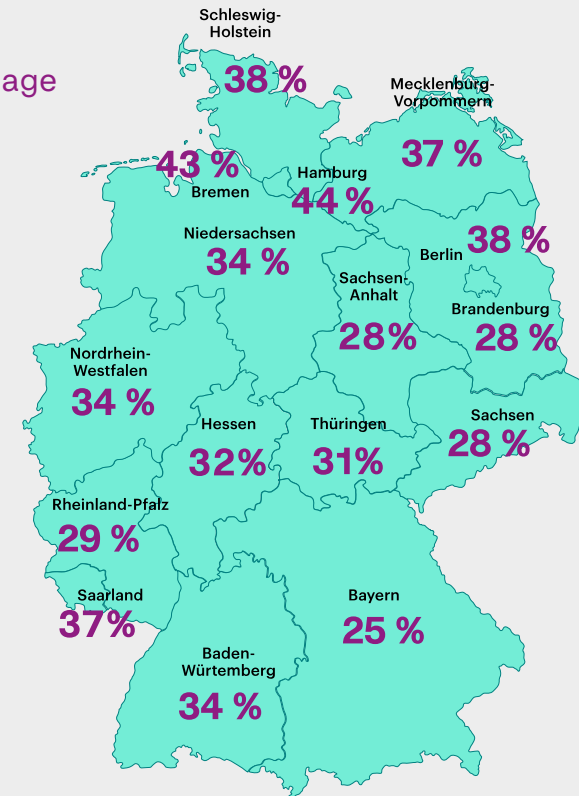 Schleswig-
Holstein
38 %
age
Mecklenburg-
Vorpommern
37 %
43 %
Bremen
Hamburg
44 %
Niedersachsen
34 %
Berlin 38 %
Sachsen-
Anhalt
28%
Brandenburg
28 %
Nordrhein-
Westfalen
34 %
Hessen
32%
Thüringen
31%
Sachsen
28 %
Rheinland-Pfalz
29 %
Saarland
37%
Bayern
25 %
Baden-
Würtemberg
34 %